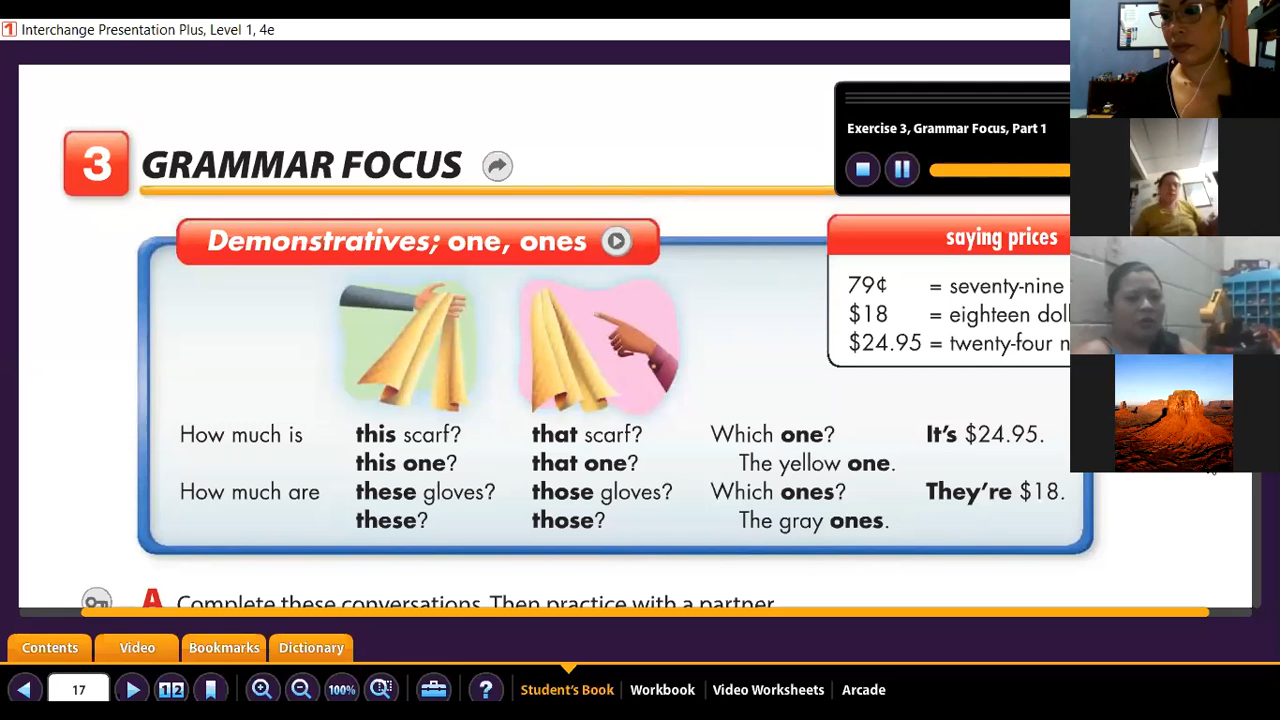 Interchange Presentation Plus, Level 1, 4e
Exercise 3, Grammar Focus, Part 1
3 GRAMMAR FOCUS
Demonstratives; one, ones
saying prices
79¢ = seventy-nine
$18 = eighteen
$24.95 = twenty-four
How much is this scarf? that scarf? Which one? It's $24.95.
this one? that one? The yellow one.
How much are these gloves? those gloves? Which ones? They're $18.
these? those? The gray ones.
A Complete these conversations. Then practice with a partner
Contents Video Bookmarks Dictionary
17 12 100% ? Student's Book Workbook Video Worksheets Arcade